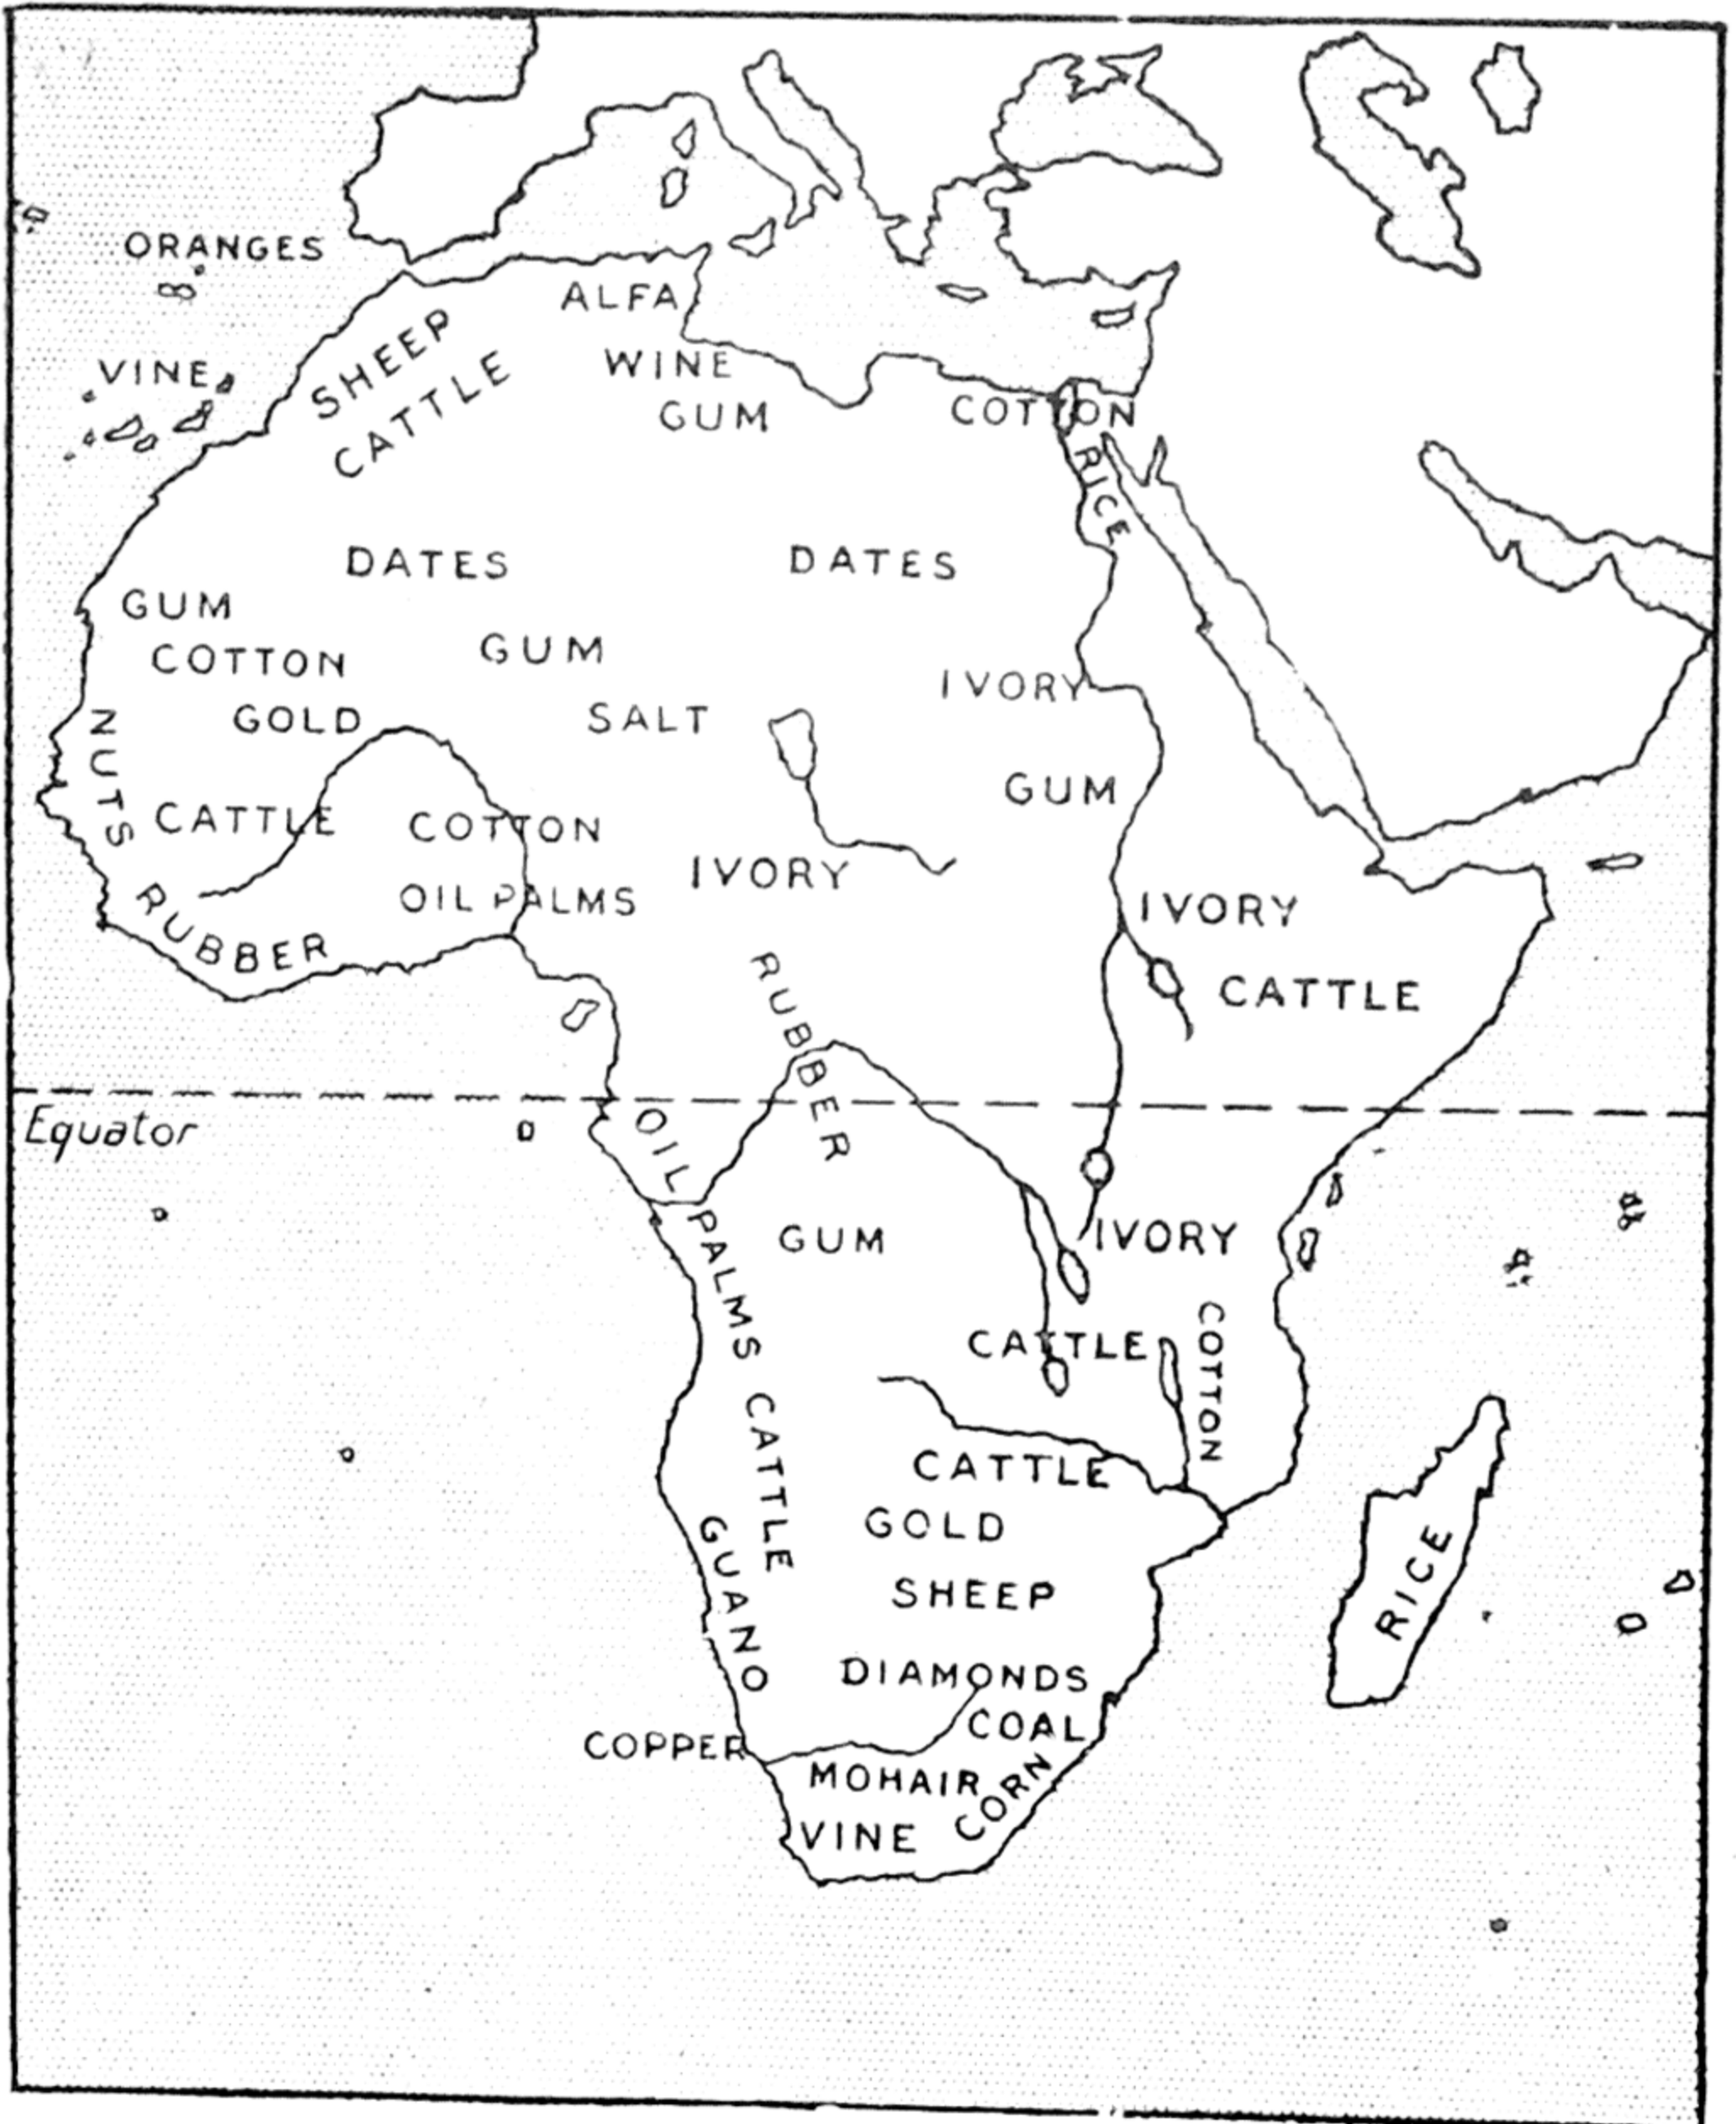 ORANGES
ALFA
SHEEP
VINE
WINE
CATTLE
GUM
COTTON
RICE
DATES
DATES
GUM
GUM
COTTON
IVORY
NUTS
GOLD
SALT
GUM
CATTLE
COTTON
IVORY
OIL PALMS
IVORY
RUBBER
RUBBER
CATTLE
Equator
OIL PALMS
GUM
IVORY
COTTON
CATTLE
CATTLE
CATTLE
GUANO
GOLD
RICE
SHEEP
DIAMONDS
COAL
COPPER
MOHAIR
CORN
VINE